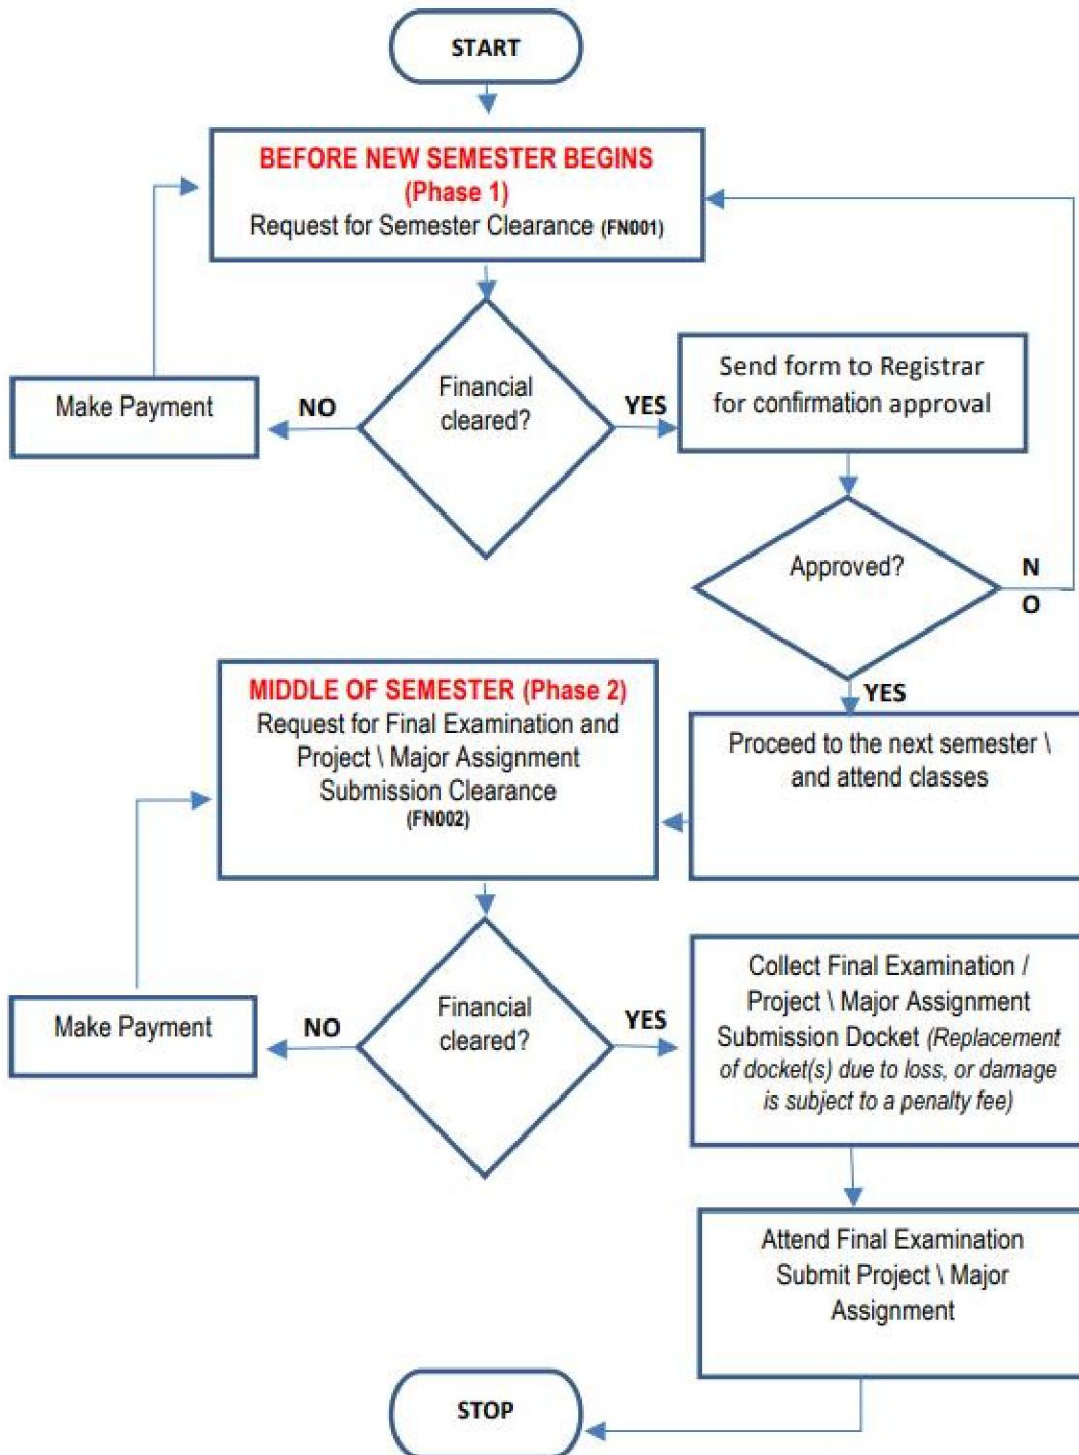 START
BEFORE NEW SEMESTER BEGINS
(Phase 1)
Request for Semester Clearance (FN001)
Make Payment
NO
Financial
cleared?
YES
Send form to Registrar
for confirmation approval
Approved?
N
O
YES
Proceed to the next semester \
and attend classes
MIDDLE OF SEMESTER (Phase 2)
Request for Final Examination and
Project \ Major Assignment
Submission Clearance
(FN002)
Make Payment
NO
Financial
cleared?
YES
Collect Final Examination /
Project \ Major Assignment
Submission Docket (Replacement
of docket(s) due to loss, or damage
is subject to a penalty fee)
Attend Final Examination
Submit Project \ Major
Assignment
STOP